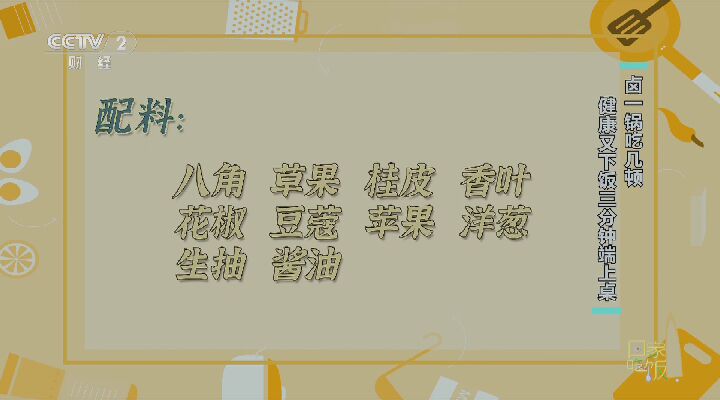 CCTV 2
财经
配料:
八角 草果 桂皮 香叶
花椒 豆蔻 苹果 洋葱
生抽 酱油
卤一锅吃几顿
健康又下饭三分钟端上桌
回家吃饭